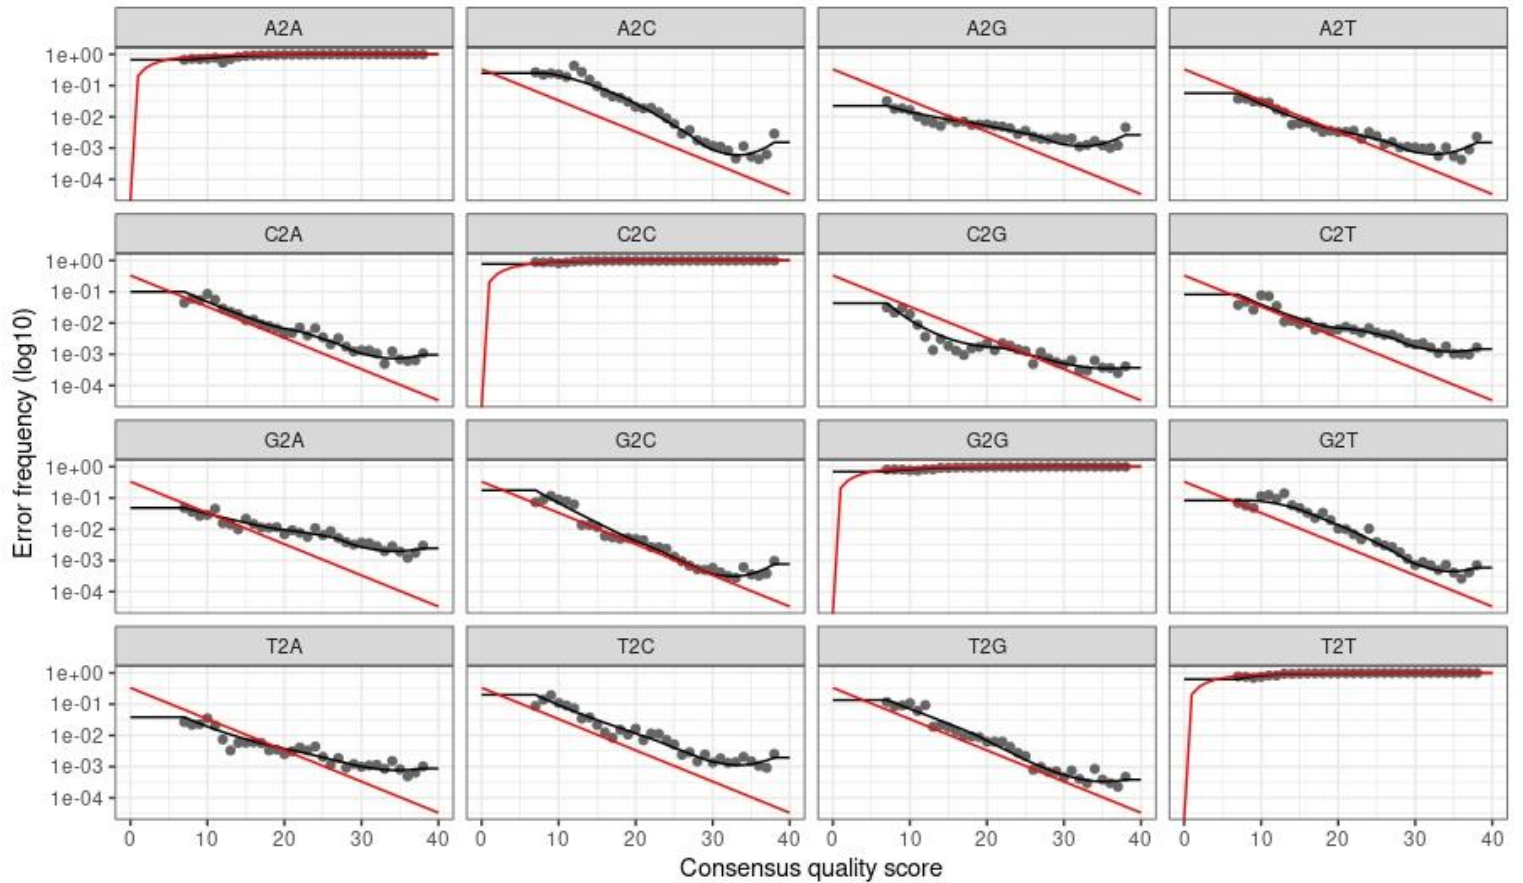 A2A A2C A2G A2T
1e+00
1e-01
1e-02
1e-03
1e-04
C2A C2C C2G C2T
1e+00
1e-01
1e-02
1e-03
1e-04
G2A G2C G2G G2T
1e+00
1e-01
1e-02
1e-03
1e-04
T2A T2C T2G T2T
1e+00
1e-01
1e-02
1e-03
1e-04
0 10 20 30 40 0 10 20 30 40 0 10 20 30 40 0 10 20 30 40
Consensus quality score
Error frequency (log10)